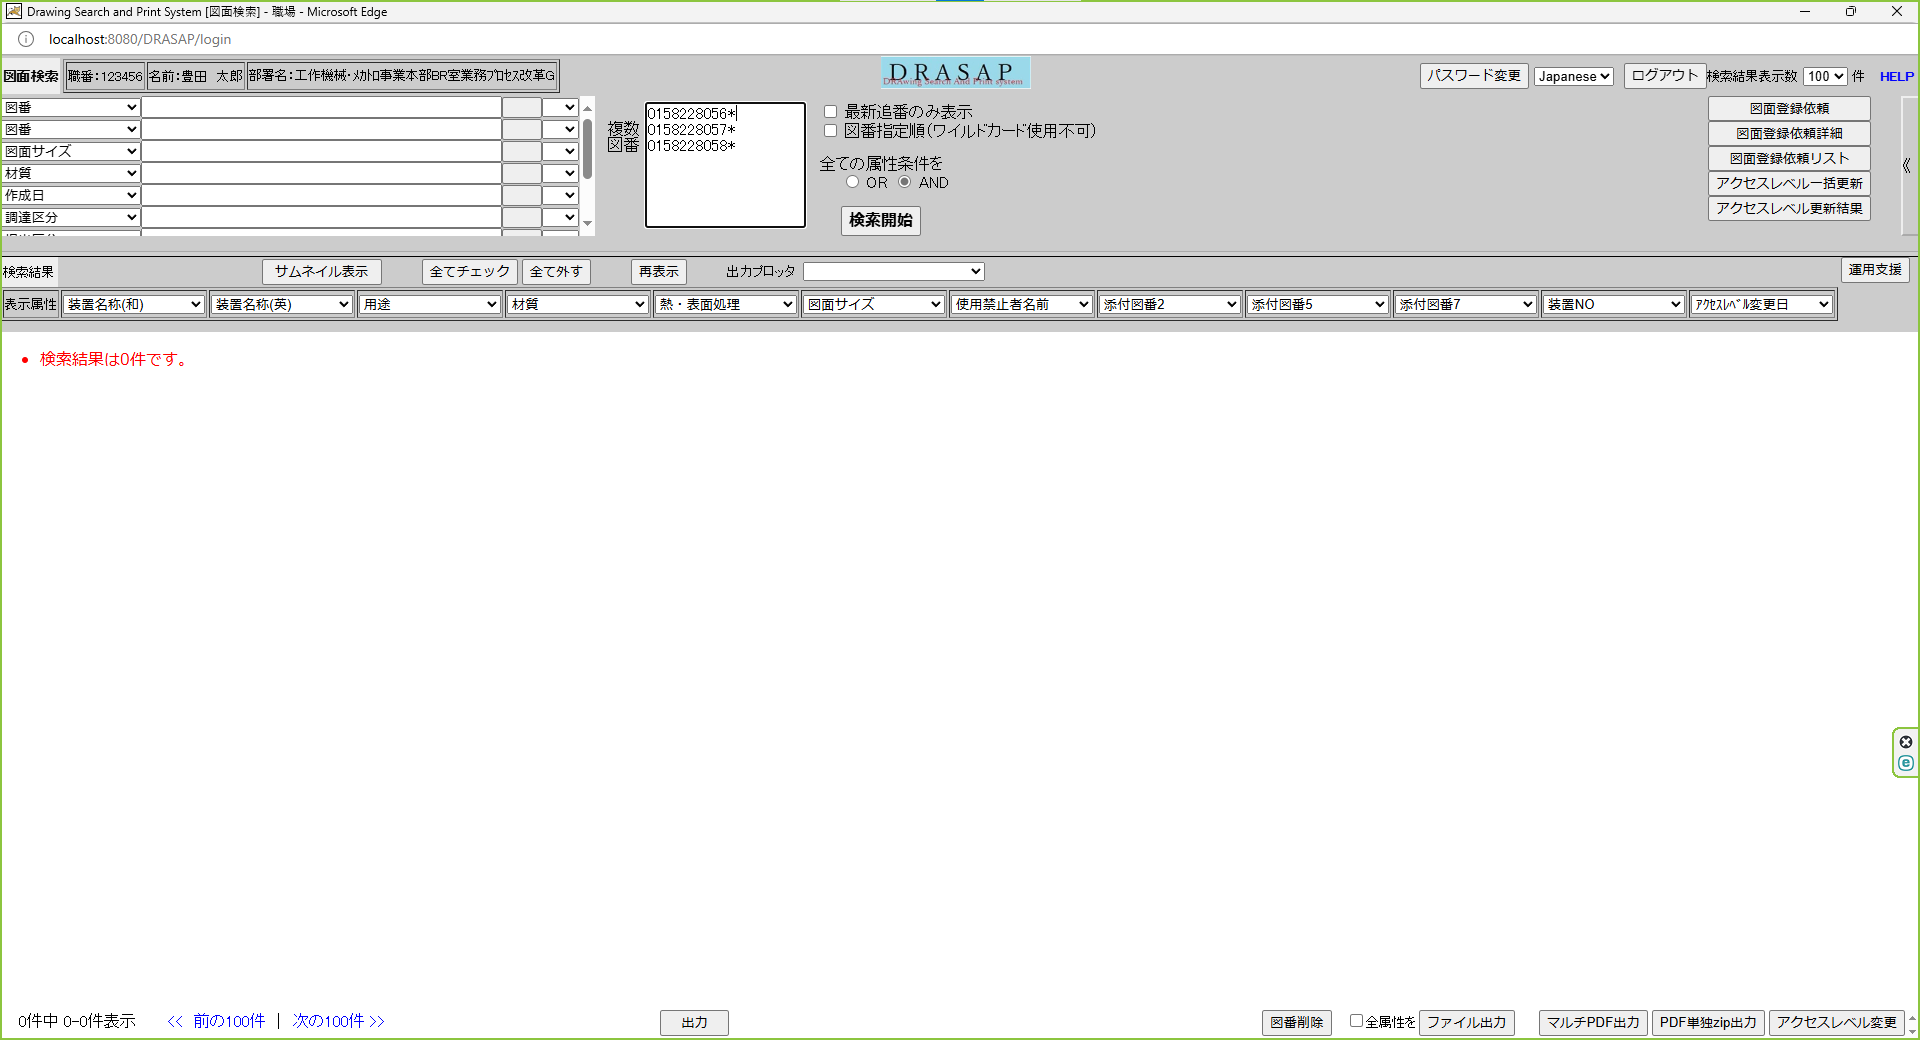 Drawing Search and Print System [図面検索] - 職場 - Microsoft Edge
localhost:8080/DRASAP/login
図面検索 職番:123456 名前:豊田 太郎 部署名:工作機械・ﾒｶﾄﾛ事業本部BR室業務ﾌﾟﾛｾｽ改革G
DRASAP
DRAwing Search And Print system
パスワード変更 Japanese ログアウト 検索結果表示数 100 件 HELP
図番
図番
図面サイズ
材質
作成日
調達区分
複数
図番
0158228056*
0158228057*
0158228058*
最新追番のみ表示
図番指定順(ワイルドカード使用不可)
全ての属性条件を
OR AND
検索開始
図面登録依頼
図面登録依頼詳細
図面登録依頼リスト
アクセスレベル一括更新
アクセスレベル更新結果
《
検索結果 サムネイル表示 全てチェック 全て外す 再表示 出力プロッタ 運用支援
表示属性 装置名称(和) 装置名称(英) 用途 材質 熱・表面処理 図面サイズ 使用禁止者名前 添付図番2 添付図番5 添付図番7 装置NO ｱｸｾｽﾚﾍﾞﾙ変更日
• 検索結果は0件です。
0件中 0-0件表示 << 前の100件 | 次の100件 >> 出力 図番削除 全属性を ファイル出力 マルチPDF出力 PDF単独zip出力 アクセスレベル変更